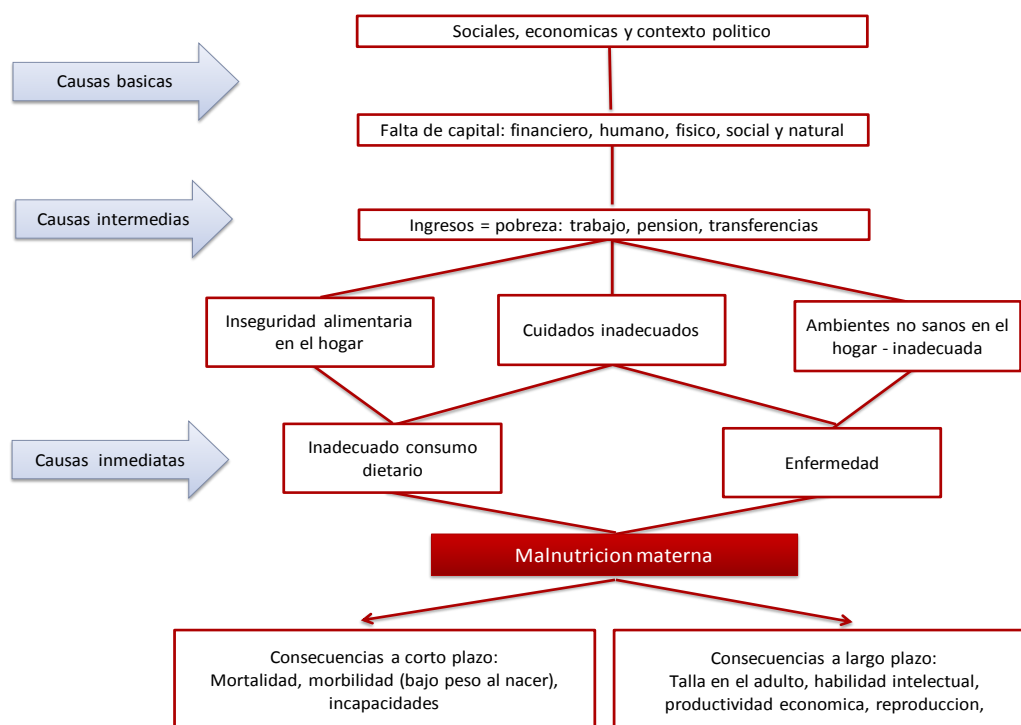 Sociales, economicas y contexto politico
Causas basicas
Falta de capital: financiero, humano, fisico, social y natural
Causas intermedias
Ingresos = pobreza: trabajo, pension, transferencias
Inseguridad alimentaria
en el hogar
Cuidados inadecuados
Ambientes no sanos en el
hogar - inadecuada
Causas inmediatas
Inadecuado consumo
dietario
Enfermedad
Malnutricion materna
Consecuencias a corto plazo:
Mortalidad, morbilidad (bajo peso al nacer),
incapacidades
Consecuencias a largo plazo:
Talla en el adulto, habilidad intelectual,
productividad economica, reproduccion,